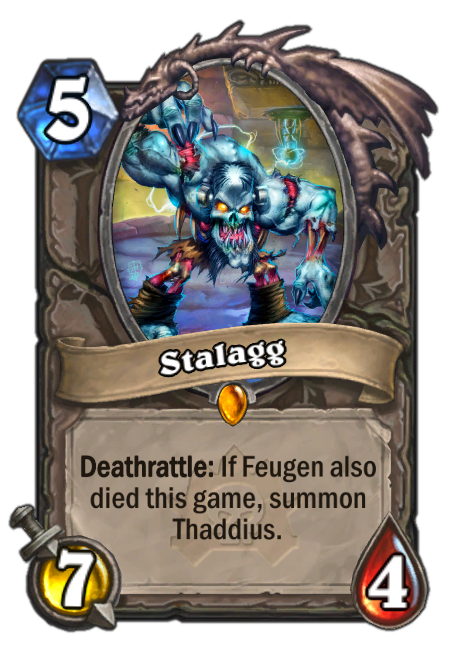 5
Stalagg
Deathrattle: If Feugen also
died this game, summon
Thaddius.
7
4